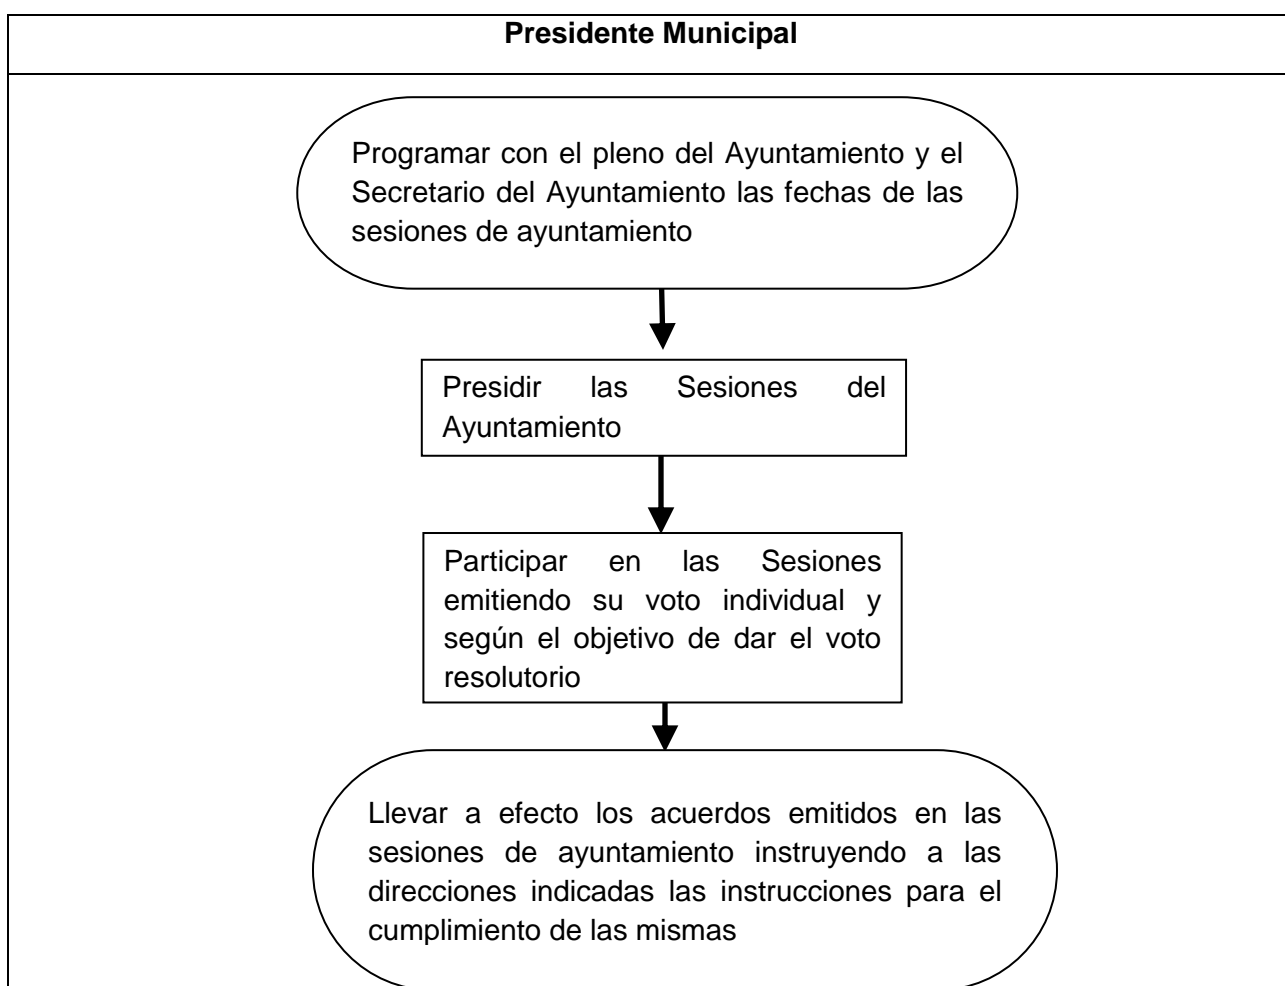 Presidente Municipal
Programar con el pleno del Ayuntamiento y el
Secretario del Ayuntamiento las fechas de las
sesiones de ayuntamiento
Presidir las Sesiones del
Ayuntamiento
Participar en las Sesiones
emitiendo su voto individual y
según el objetivo de dar el voto
resolutorio
Llevar a efecto los acuerdos emitidos en las
sesiones de ayuntamiento instruyendo a las
direcciones indicadas las instrucciones para el
cumplimiento de las mismas